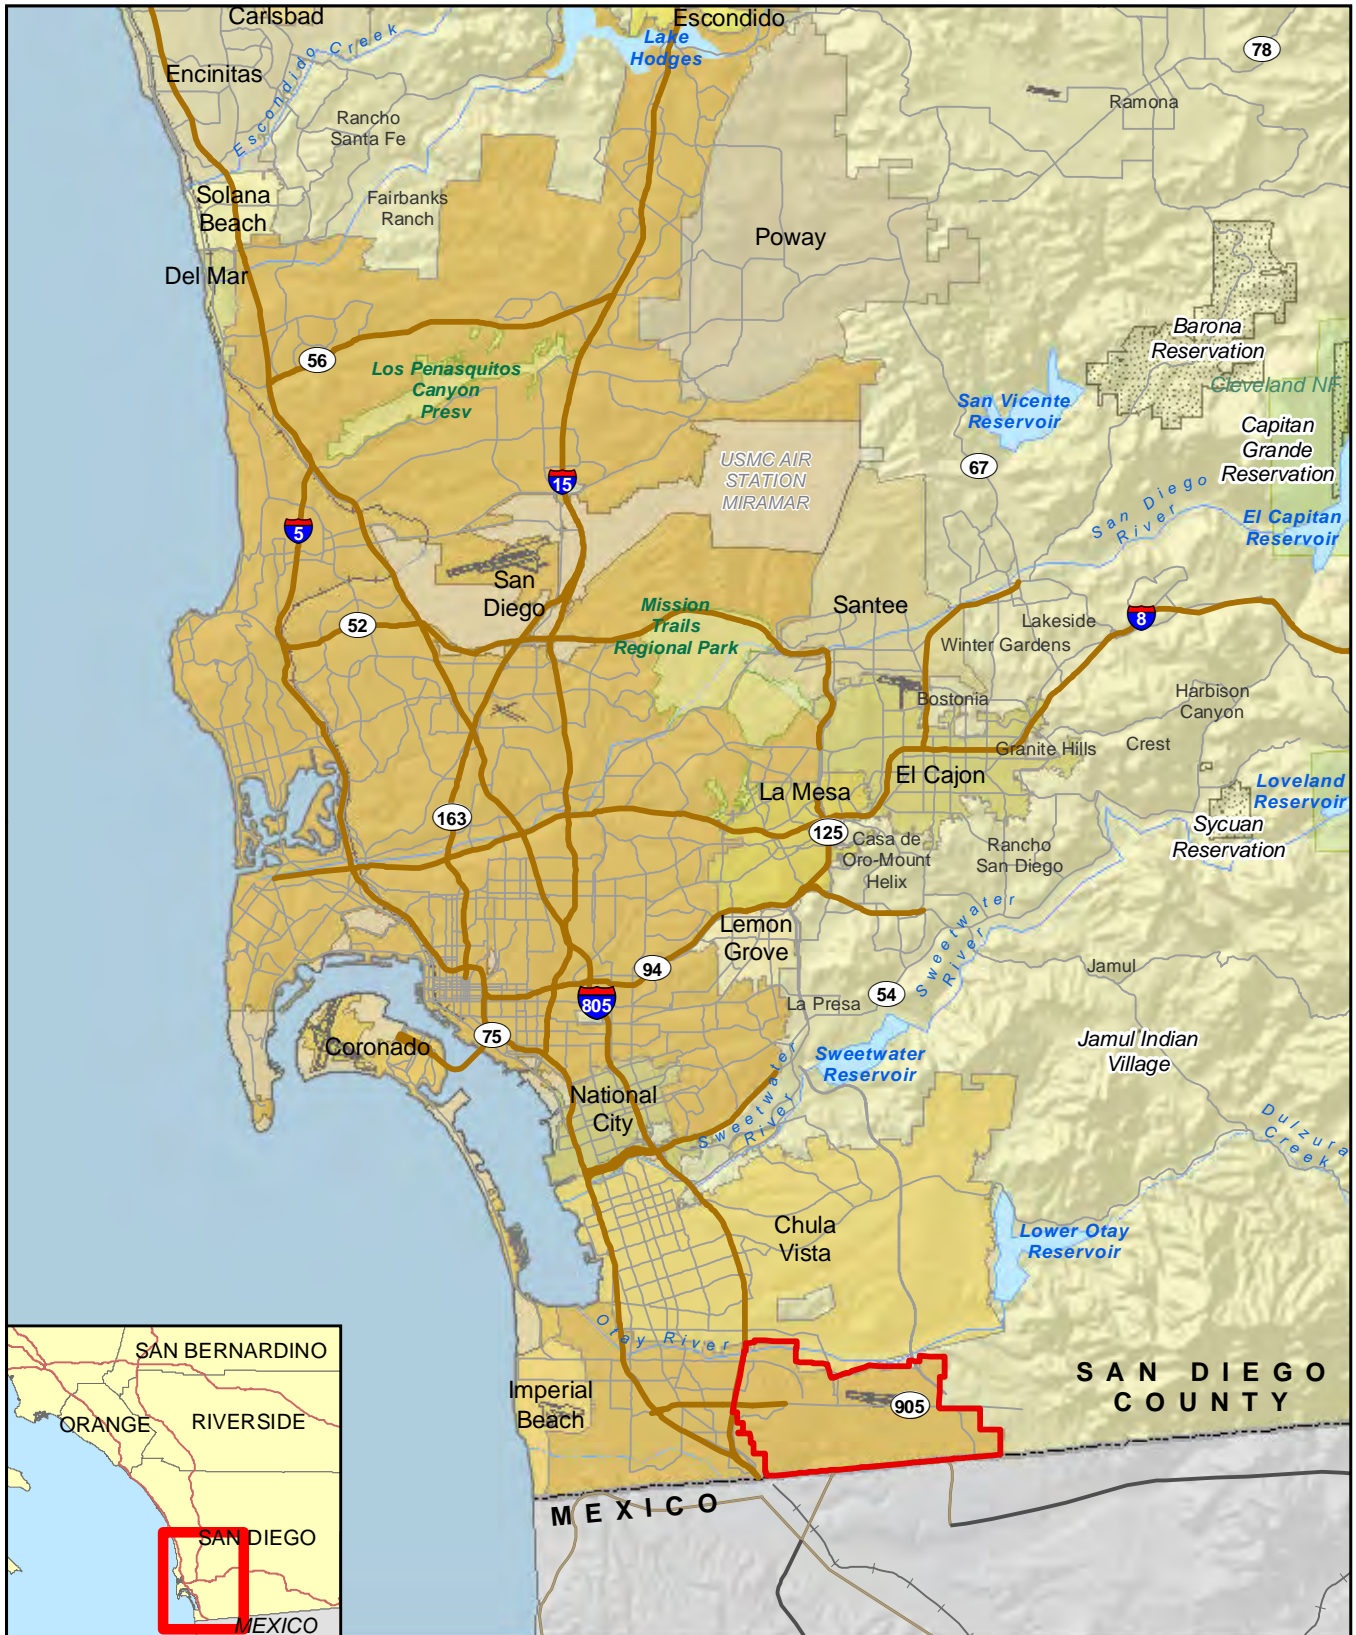 Carlsbad
Escondido
Lake
Hodges
78
Encinitas
Escondido Creek
Ramona
Rancho
Santa Fe
Solana
Beach
Fairbanks
Ranch
Poway
Del Mar
Barona
Reservation
56
Los Penasquitos
Canyon
Presv
Cleveland NF
San Vicente
Reservoir
Capitan
Grande
Reservation
USMC AIR
STATION
MIRAMAR
67
15
San Diego
River
El Capitan
Reservoir
5
San
Diego
Mission
Trails
Regional Park
Santee
52
Lakeside
8
Winter Gardens
Bostonia
Harbison
Canyon
Granite Hills
Crest
El Cajon
La Mesa
Loveland
Reservoir
163
125
Sycuan
Reservation
Casa de
Oro-Mount
Helix
Rancho
San Diego
Lemon
Grove
Sweetwater
River
94
Jamul
54
La Presa
805
75
Coronado
Sweetwater
Reservoir
Jamul Indian
Village
National
City
Sweetwater
River
Dulzura
Creek
Chula
Vista
Lower Otay
Reservoir
Otay River
Imperial
Beach
905
SAN DIEGO
COUNTY
MEXICO
SAN BERNARDINO
ORANGE
RIVERSIDE
SAN DIEGO
MEXICO